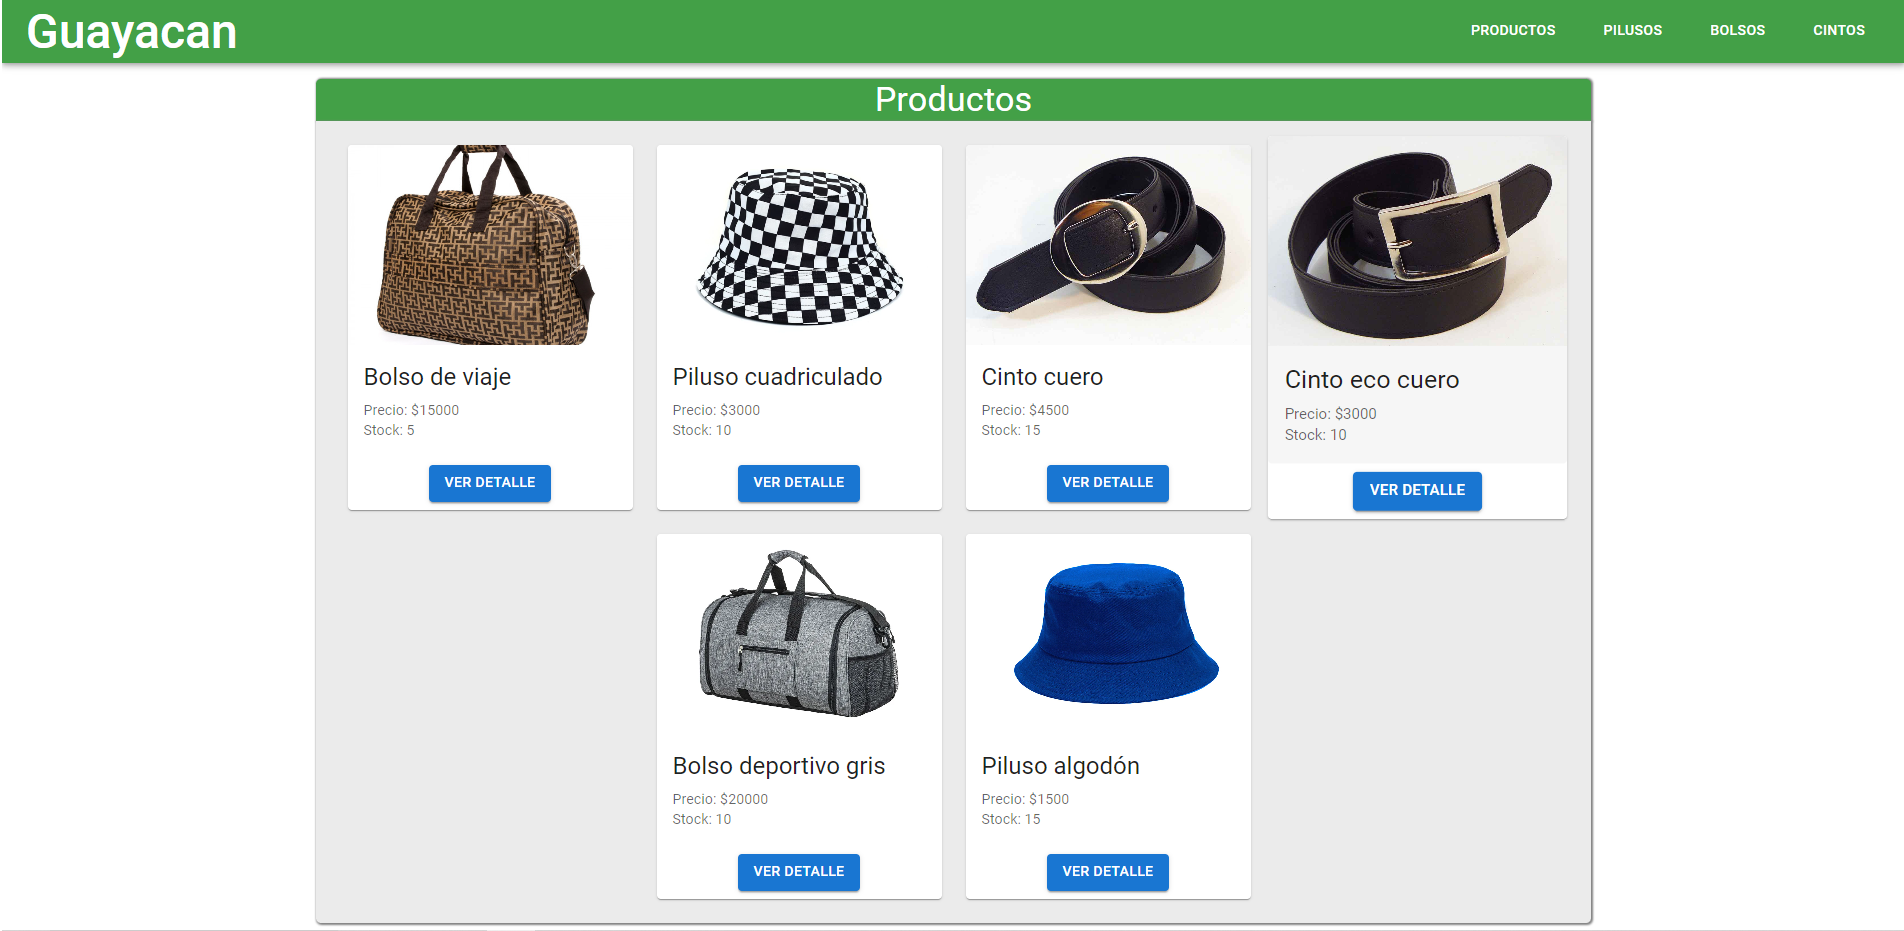 Guayacan
PRODUCTOS
PILUSOS
BOLSOS
CINTOS
Productos
Bolso de viaje
Precio: $15000
Stock: 5
VER DETALLE
Piluso cuadriculado
Precio: $3000
Stock: 10
VER DETALLE
Cinto cuero
Precio: $4500
Stock: 15
VER DETALLE
Cinto eco cuero
Precio: $3000
Stock: 10
VER DETALLE
Bolso deportivo gris
Precio: $20000
Stock: 10
VER DETALLE
Piluso algodón
Precio: $1500
Stock: 15
VER DETALLE